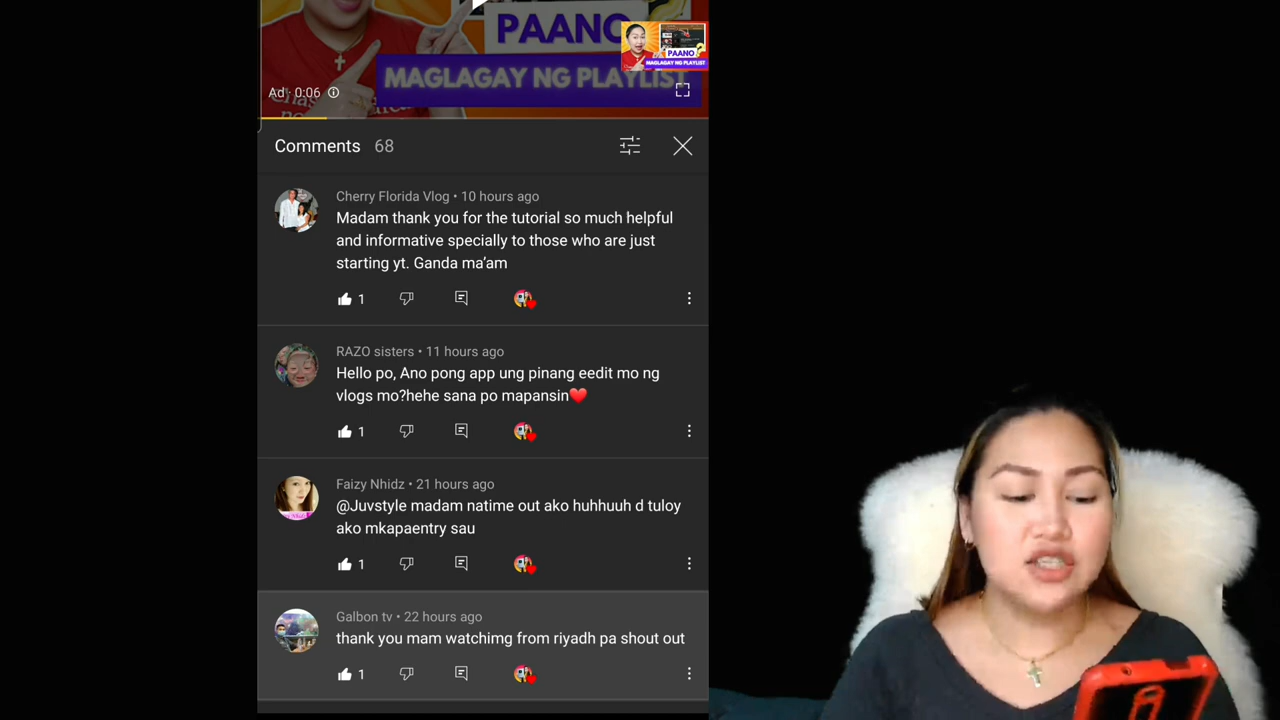 PAANO
PAANO
MAGLAGAY NG PLAYLIST
MAGLAGAY NG PLAYLIST
Ad · 0:06
Comments 68
Cherry Florida Vlog • 10 hours ago
Madam thank you for the tutorial so much helpful
and informative specially to those who are just
starting yt. Ganda ma’am
1
RAZO sisters • 11 hours ago
Hello po, Ano pong app ung pinang eedit mo ng
vlogs mo?hehe sana po mapansin❤️
1
Faizy Nhidz • 21 hours ago
@Juvstyle madam natime out ako huhhuuh d tuloy
ako mkapaentry sau
1
Galbon tv • 22 hours ago
thank you mam watchimg from riyadh pa shout out
1